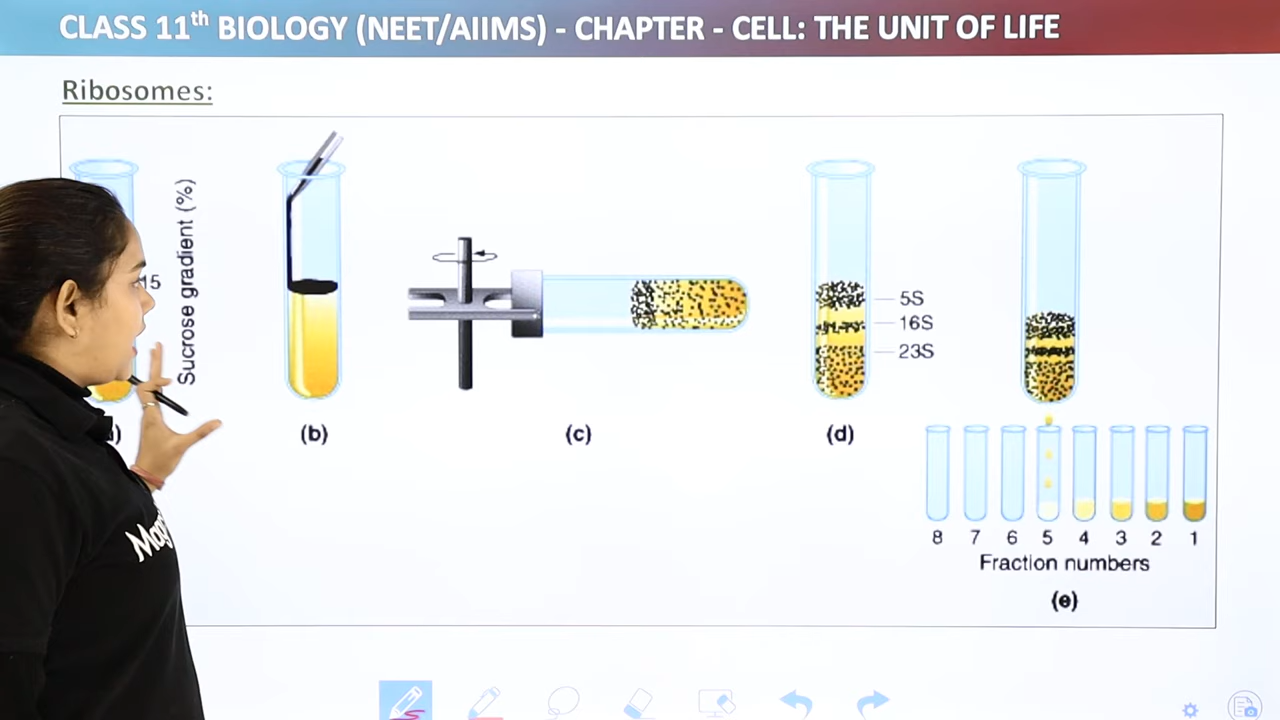 CLASS 11th BIOLOGY (NEET/AIIMS) - CHAPTER - CELL: THE UNIT OF LIFE
Ribosomes:
15
Sucrose gradient (%)
5S
16S
23S
(b)
(c)
(d)
8 7 6 5 4 3 2 1
Fraction numbers
(e)